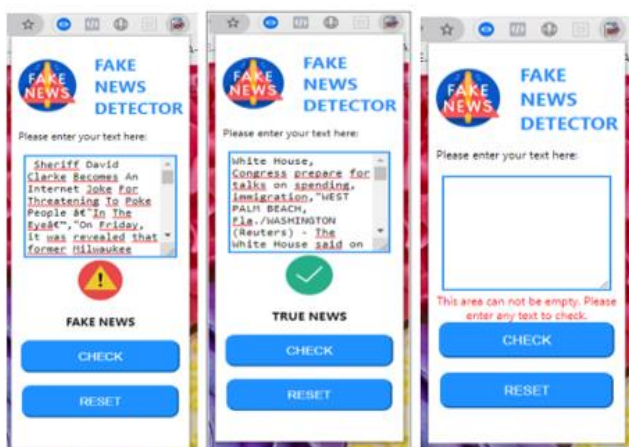 FAKE
NEWS
FAKE
NEWS
DETECTOR
Please enter your text here:
Sheriff David
Clarke Becomes An
Internet Joke For
Threatening To Poke
People â€˜In The
Eyeâ€™,"On Friday,
it was revealed that
former Milwaukee
FAKE NEWS
CHECK
RESET
FAKE
NEWS
FAKE
NEWS
DETECTOR
Please enter your text here:
White House,
Congress prepare for
talks on spending,
immigration,"WEST
PALM BEACH,
Fla./WASHINGTON
(Reuters) - The
White House said on
TRUE NEWS
CHECK
RESET
FAKE
NEWS
FAKE
NEWS
DETECTOR
Please enter your text here:
This area can not be empty. Please
enter any text to check.
CHECK
RESET